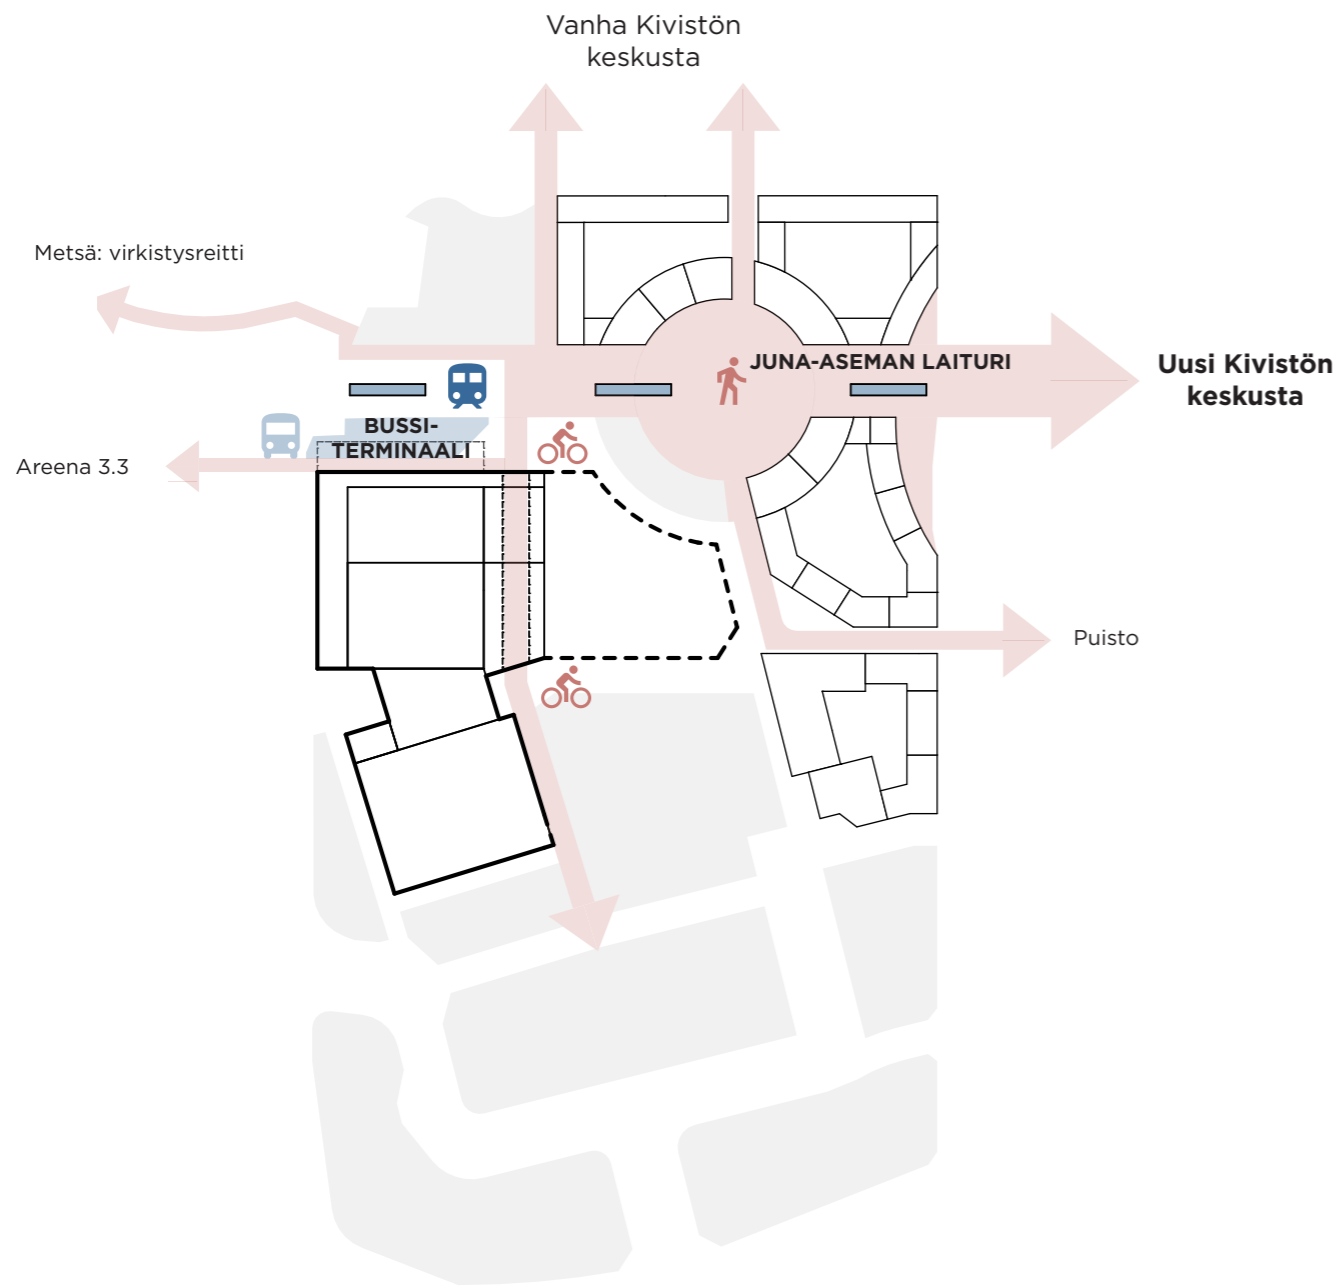 Vanha Kivistön
keskusta
Metsä: virkistysreitti
JUNA-ASEMAN LAITURI
Uusi Kivistön
keskusta
BUSSI-
TERMINAALI
Areena 3.3
Puisto